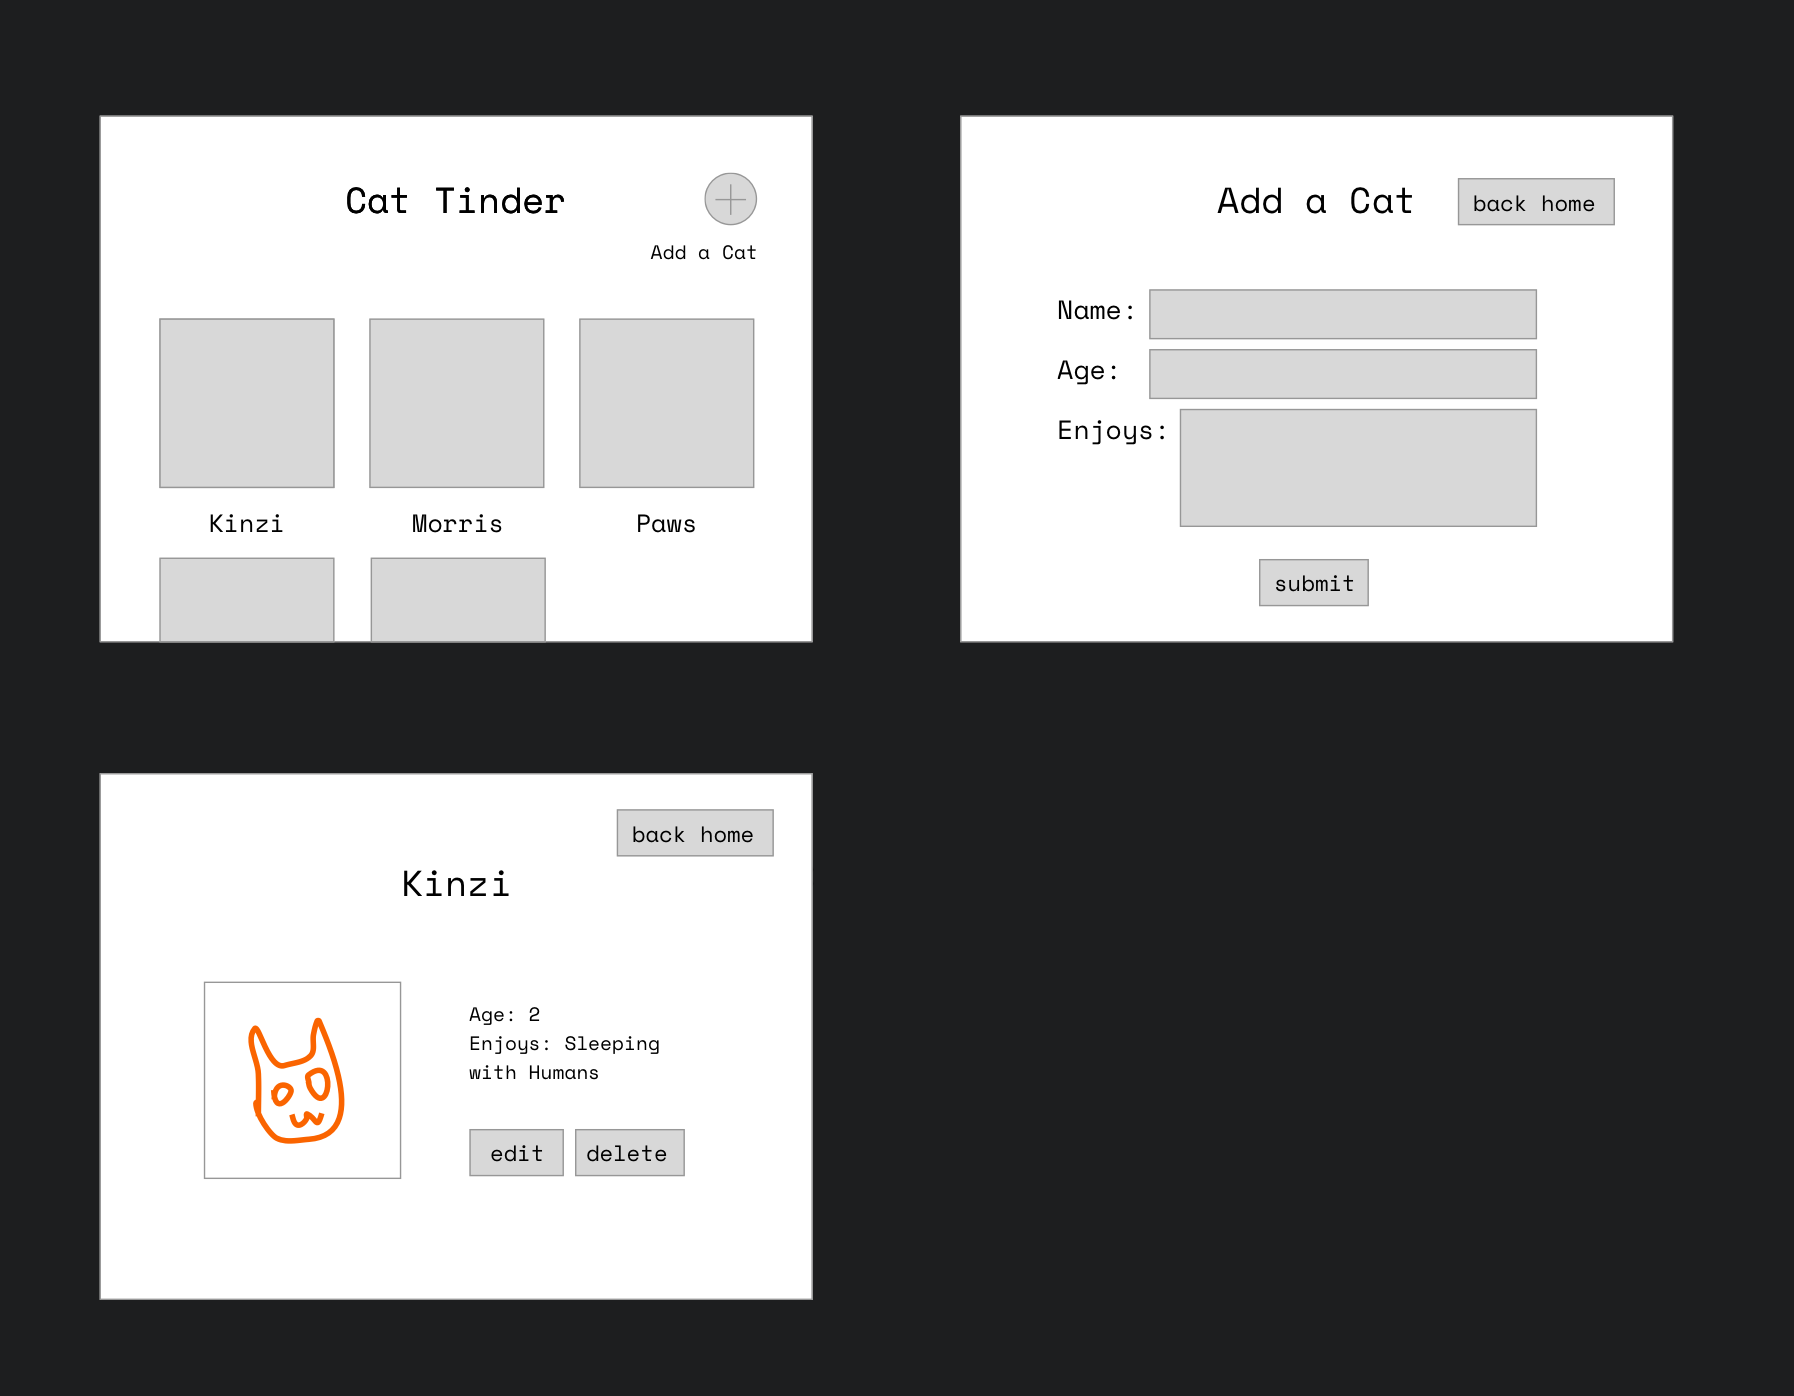 Cat Tinder
Add a Cat
Kinzi
Morris
Paws
Add a Cat
back home
Name:
Age:
Enjoys:
submit
back home
Kinzi
Age: 2
Enjoys: Sleeping
with Humans
edit
delete